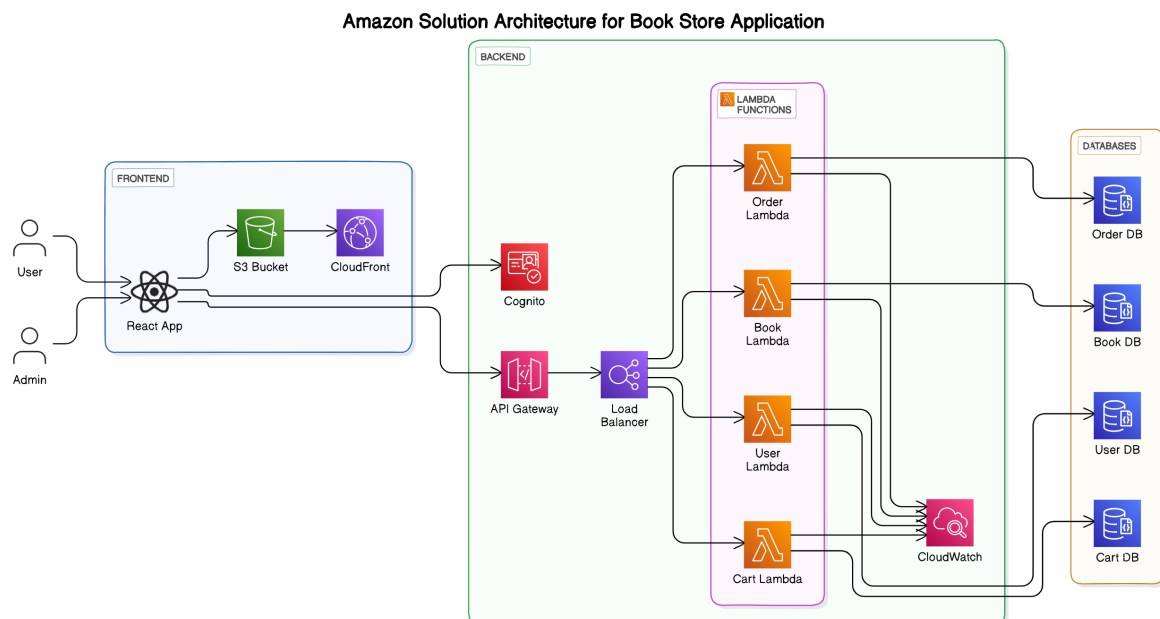 Amazon Solution Architecture for Book Store Application
BACKEND
LAMBDA
FUNCTIONS
DATABASES
FRONTEND
Order
Lambda
Order DB
User
S3 Bucket
CloudFront
Cognito
React App
Book
Lambda
Book DB
Admin
API Gateway
Load
Balancer
User
Lambda
User DB
Cart Lambda
CloudWatch
Cart DB